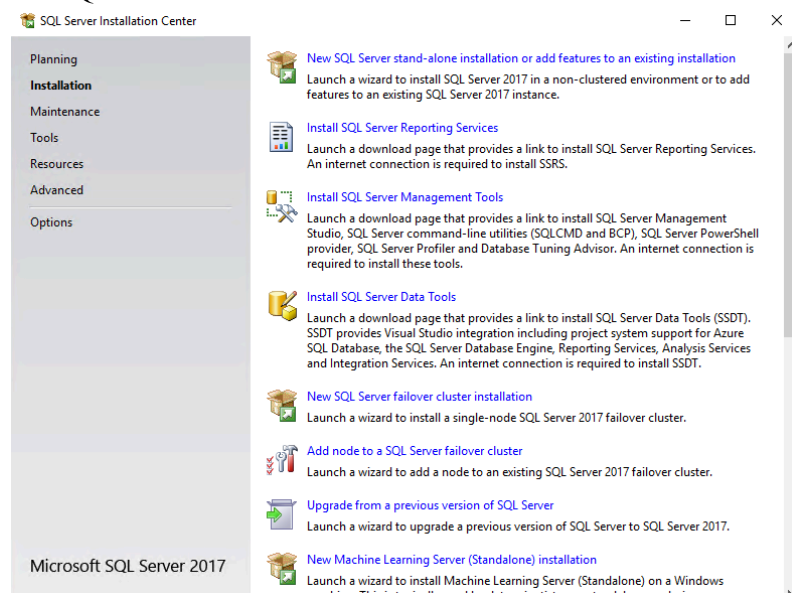 SQL Server Installation Center
Planning
Installation
Maintenance
Tools
Resources
Advanced
Options
Microsoft SQL Server 2017
New SQL Server stand-alone installation or add features to an existing installation
Launch a wizard to install SQL Server 2017 in a non-clustered environment or to add
features to an existing SQL Server 2017 instance.
Install SQL Server Reporting Services
Launch a download page that provides a link to install SQL Server Reporting Services.
An internet connection is required to install SSRS.
Install SQL Server Management Tools
Launch a download page that provides a link to install SQL Server Management
Studio, SQL Server command-line utilities (SQLCMD and BCP), SQL Server PowerShell
provider, SQL Server Profiler and Database Tuning Advisor. An internet connection is
required to install these tools.
Install SQL Server Data Tools
Launch a download page that provides a link to install SQL Server Data Tools (SSDT).
SSDT provides Visual Studio integration including project system support for Azure
SQL Database, the SQL Server Database Engine, Reporting Services, Analysis Services
and Integration Services. An internet connection is required to install SSDT.
New SQL Server failover cluster installation
Launch a wizard to install a single-node SQL Server 2017 failover cluster.
Add node to a SQL Server failover cluster
Launch a wizard to add a node to an existing SQL Server 2017 failover cluster.
Upgrade from a previous version of SQL Server
Launch a wizard to upgrade a previous version of SQL Server to SQL Server 2017.
New Machine Learning Server (Standalone) installation
Launch a wizard to install Machine Learning Server (Standalone) on a Windows